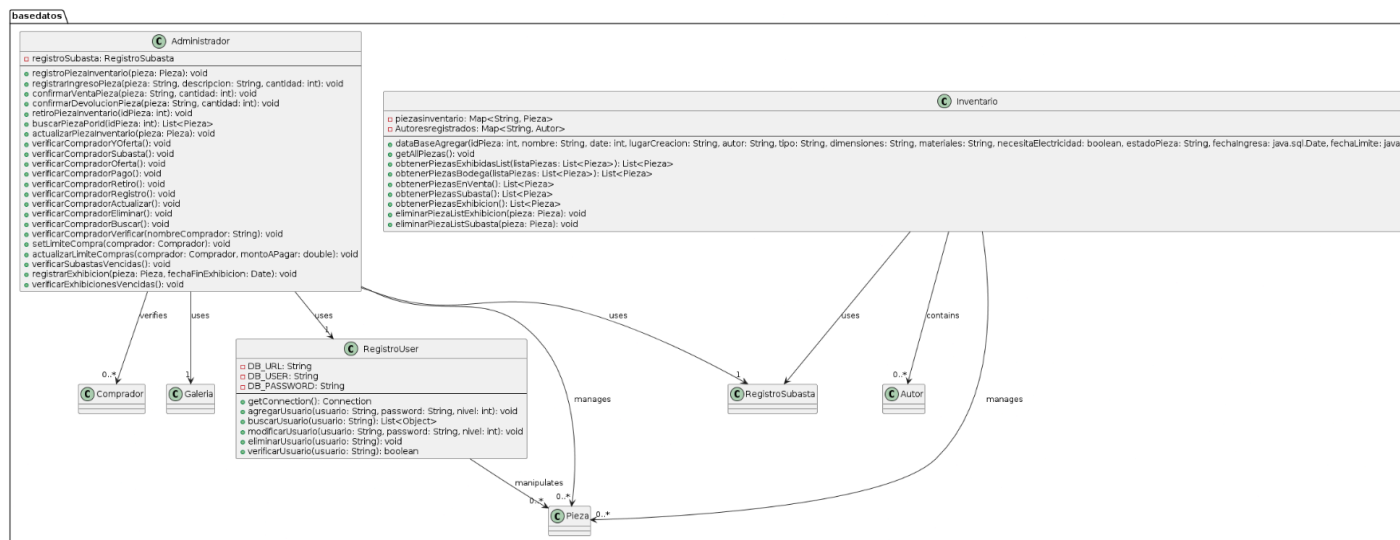 basedatos
C Administrador
registroSubasta: RegistroSubasta
registroPiezaInventario(pieza: Pieza): void
registrarIngresoPieza(pieza: String, descripcion: String, cantidad: int): void
confirmarVentaPieza(pieza: String, cantidad: int): void
confirmarDevolucionPieza(pieza: String, cantidad: int): void
retiroPiezaInventario(idPieza: int): void
buscarPiezaPorId(idPieza: int): List<Pieza>
actualizarPiezaInventario(pieza: Pieza): void
verificarCompradorYOferta(): void
verificarCompradorSubasta(): void
verificarCompradorOferta(): void
verificarCompradorPago(): void
verificarCompradorRetiro(): void
verificarCompradorRegistro(): void
verificarCompradorActualizar(): void
verificarCompradorEliminar(): void
verificarCompradorBuscar(): void
verificarCompradorVerificar(nombreComprador: String): void
setLimiteCompra(comprador: Comprador): void
actualizarLimiteCompras(comprador: Comprador, montoAPagar: double): void
verificarSubastasVencidas(): void
registrarExhibicion(pieza: Pieza, fechaFinExhibicion: Date): void
verificarExhibicionesVencidas(): void
C Inventario
piezasinventario: Map<String, Pieza>
Autoresregistrados: Map<String, Autor>
dataBaseAgregar(idPieza: int, nombre: String, date: int, lugarCreacion: String, autor: String, tipo: String, dimensiones: String, materiales: String, necesitaElectricidad: boolean, estadoPieza: String, fechaIngresa: java.sql.Date, fechaLimite: java
getAllPiezas(): void
obtenerPiezasExhibidasList(listaPiezas: List<Pieza>): List<Pieza>
obtenerPiezasBodega(listaPiezas: List<Pieza>): List<Pieza>
obtenerPiezasEnVenta(): List<Pieza>
obtenerPiezasSubasta(): List<Pieza>
obtenerPiezasExhibicion(): List<Pieza>
eliminarPiezaListExhibicion(pieza: Pieza): void
eliminarPiezaListSubasta(pieza: Pieza): void
verifies
uses
uses
1
manages
uses
uses
contains
manages
C RegistroUser
DB_URL: String
DB_USER: String
DB_PASSWORD: String
getConnection(): Connection
agregarUsuario(usuario: String, password: String, nivel: int): void
buscarUsuario(usuario: String): List<Object>
modificarUsuario(usuario: String, password: String, nivel: int): void
eliminarUsuario(usuario: String): void
verificarUsuario(usuario: String): boolean
0..*
C Comprador
1
C Galeria
1
C RegistroSubasta
0..*
C Autor
manipulates
0..*
0..*
0..*
C Pieza